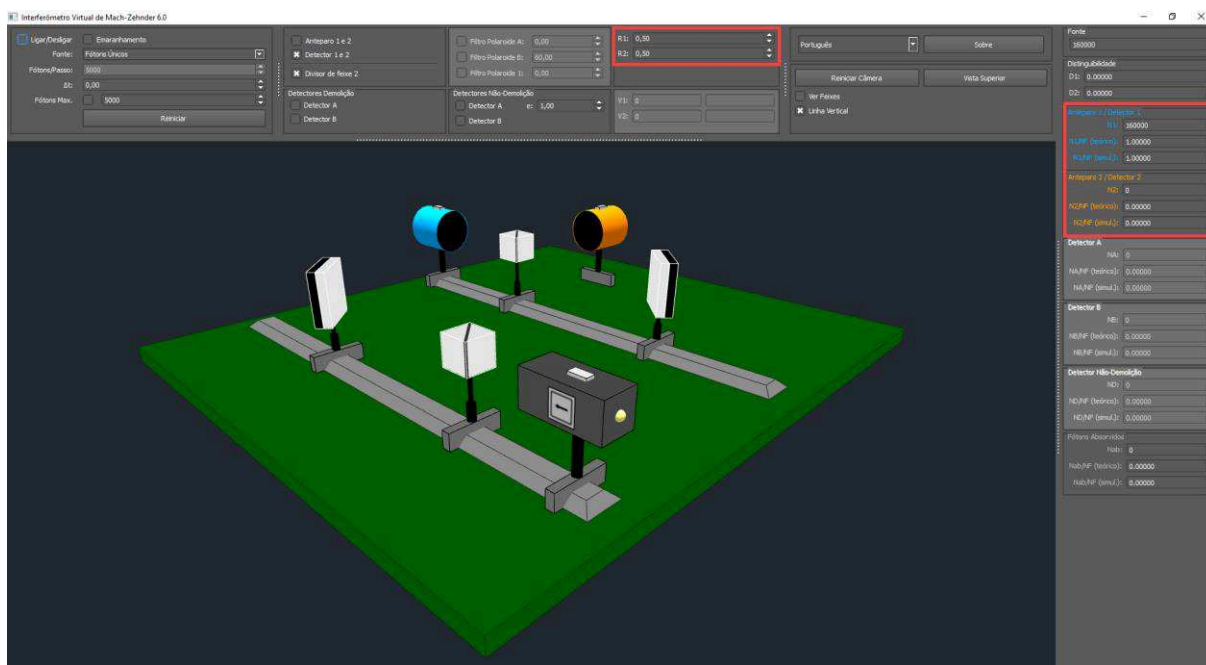 Interferômetro Virtual de Mach-Zehnder 6.0
Ligar/Desligar
Emaranhamento
Fonte:
Fótons Únicos
Fótons/Passo:
5000
Δt:
0,00
Fótons Max.
5000
Reiniciar
Anteparo 1 e 2
Detector 1 e 2
Divisor de feixe 2
Detectores Demolição
Detector A
Detector B
Filtro Polaroide A:
0,00
Filtro Polaroide B:
60,00
Filtro Polaroide 1:
0,00
Detectores Não-Demolição
Detector A
e:
1,00
Detector B
R1:
0,50
R2:
0,50
V1:
0
V2:
0
Português
Sobre
Reiniciar Câmera
Vista Superior
Ver Feixes
Linha Vertical
Fonte
160000
Distinguibilidade
D1:
0.00000
D2:
0.00000
Anteparo 1 / Detector 1
N1:
160000
N1/NF (teórico):
1.00000
N1/NF (simul.):
1.00000
Anteparo 2 / Detector 2
N2:
0
N2/NF (teórico):
0.00000
N2/NF (simul.):
0.00000
Detector A
NA:
0
NA/NF (teórico):
0.00000
NA/NF (simul.):
0.00000
Detector B
NB:
0
NB/NF (teórico):
0.00000
NB/NF (simul.):
0.00000
Detector Não-Demolição
ND:
0
ND/NF (teórico):
0.00000
ND/NF (simul.):
0.00000
Fótons Absorvidos
Nab:
0
Nab/NF (teórico):
0.00000
Nab/NF (simul.):
0.00000